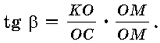 tg β = KO/OC · OM/OM.